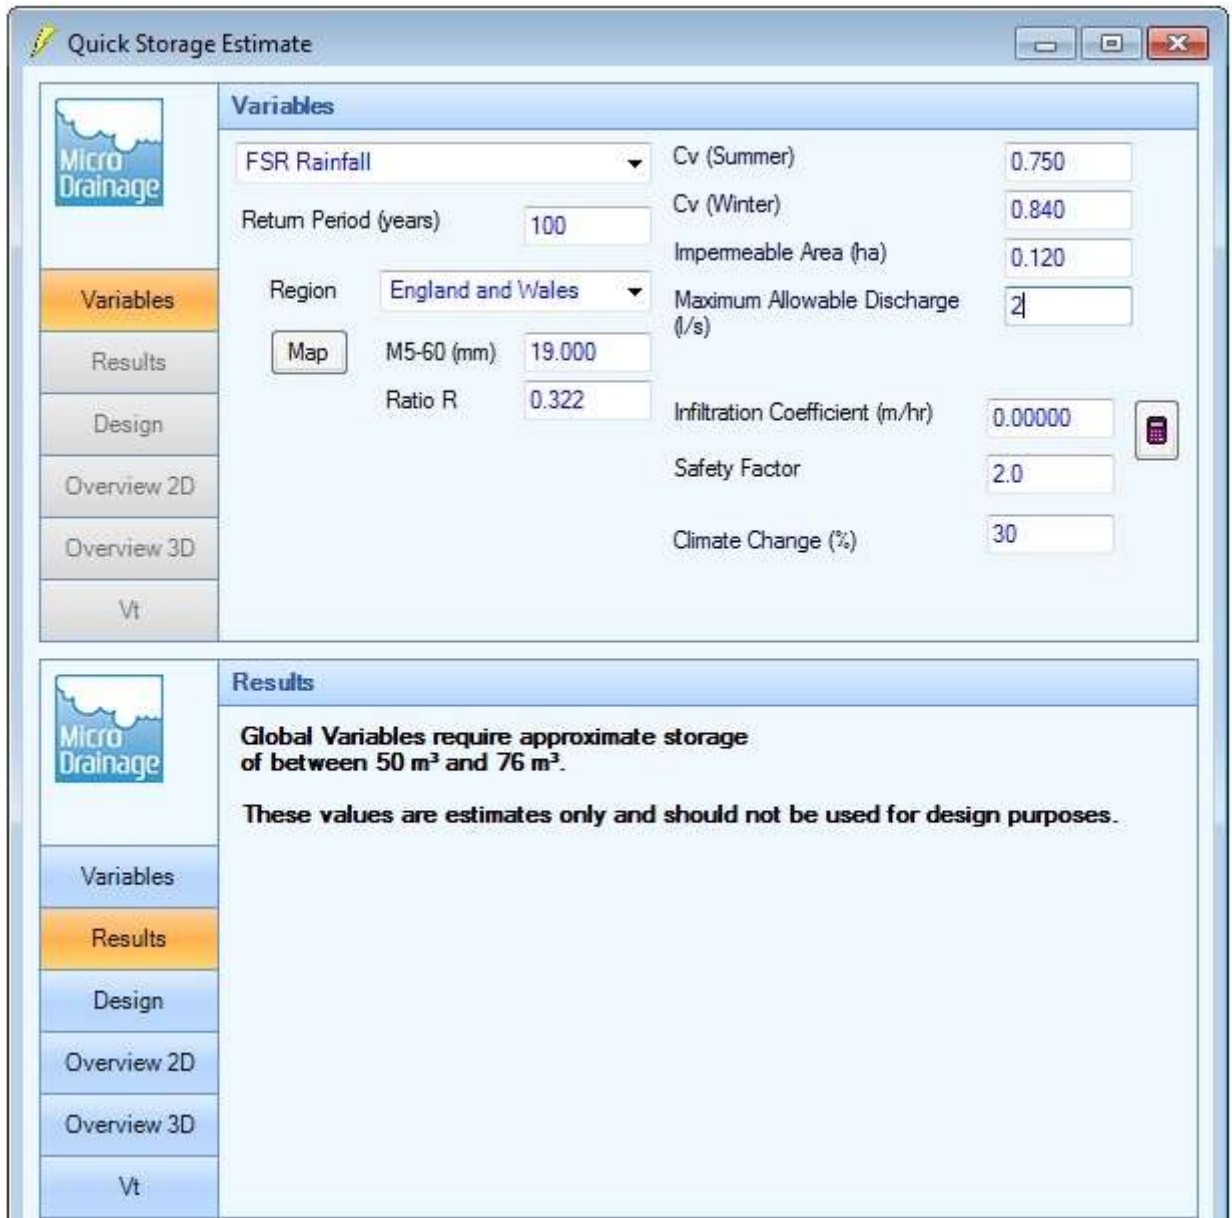 Quick Storage Estimate
Micro
Drainage
Variables
Results
Design
Overview 2D
Overview 3D
Vt
Variables
FSR Rainfall
Return Period (years) 100
Region England and Wales
Map M5-60 (mm) 19.000
Ratio R 0.322
Cv (Summer) 0.750
Cv (Winter) 0.840
Impermeable Area (ha) 0.120
Maximum Allowable Discharge 2
(l/s)
Infiltration Coefficient (m/hr) 0.00000
Safety Factor 2.0
Climate Change (%) 30
Micro
Drainage
Variables
Results
Design
Overview 2D
Overview 3D
Vt
Results
Global Variables require approximate storage
of between 50 m³ and 76 m³.
These values are estimates only and should not be used for design purposes.